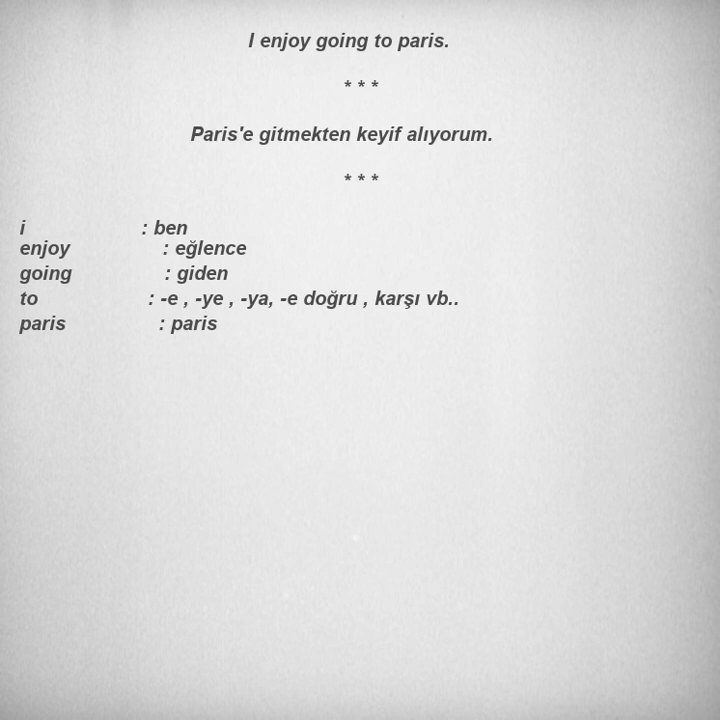 I enjoy going to paris.
* * *
Paris'e gitmekten keyif alıyorum.
* * *
i : ben
enjoy : eğlence
going : giden
to : -e , -ye , -ya, -e doğru , karşı vb..
paris : paris